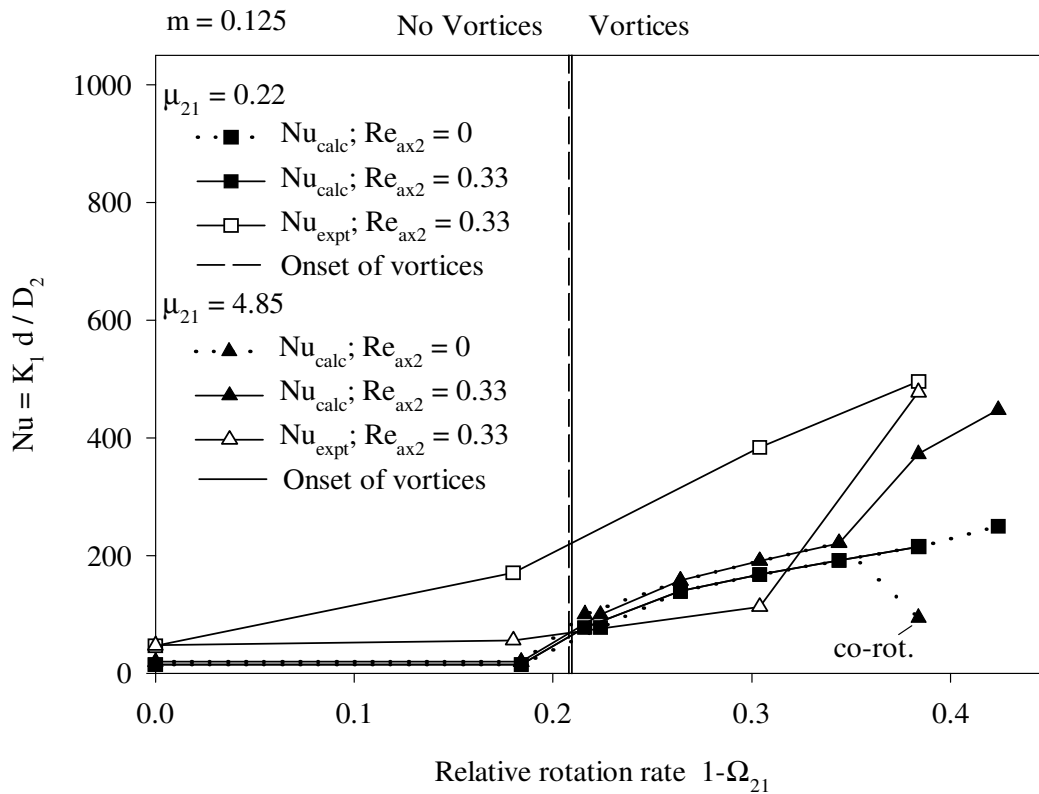 m = 0.125
No Vortices
Vortices
μ21 = 0.22
Nucalc; Reax2 = 0
Nucalc; Reax2 = 0.33
Nuexpt; Reax2 = 0.33
Onset of vortices
μ21 = 4.85
Nucalc; Reax2 = 0
Nucalc; Reax2 = 0.33
Nuexpt; Reax2 = 0.33
Onset of vortices
co-rot.
1000
800
600
400
200
0
Nu = K1 d / D2
0.0 0.1 0.2 0.3 0.4
Relative rotation rate 1-Ω21